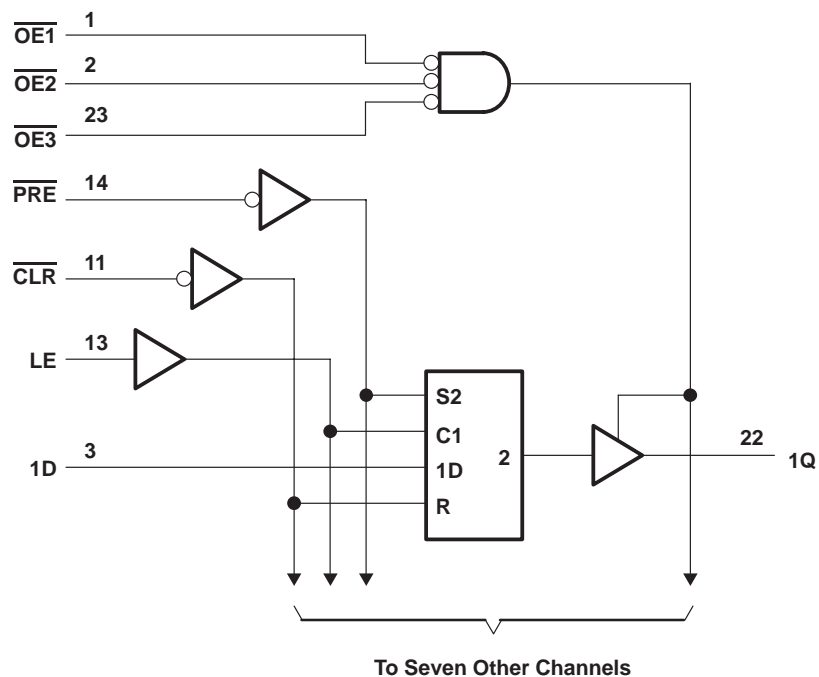 1
OE1
2
OE2
23
OE3
PRE 14
CLR 11
LE 13
S2
C1
1D 3 1D 2 22 1Q
R
To Seven Other Channels